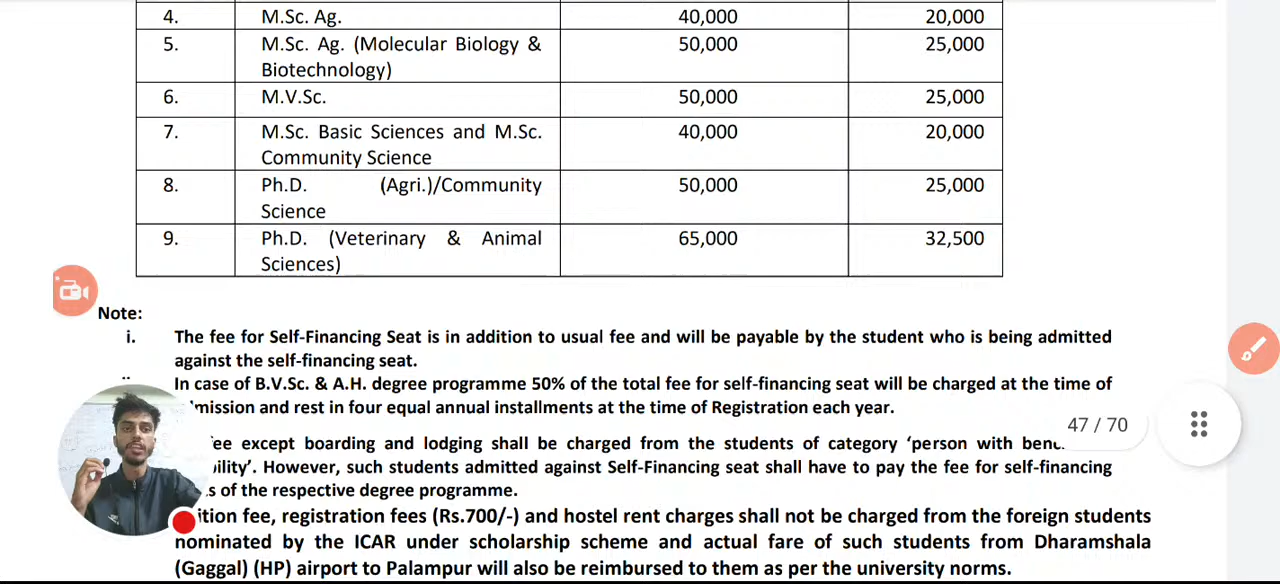 4. M.Sc. Ag. 40,000 20,000
5. M.Sc. Ag. (Molecular Biology & 50,000 25,000
Biotechnology)
6. M.V.Sc. 50,000 25,000
7. M.Sc. Basic Sciences and M.Sc. 40,000 20,000
Community Science
8. Ph.D. (Agri.)/Community 50,000 25,000
Science
9. Ph.D. (Veterinary & Animal 65,000 32,500
Sciences)
Note:
i. The fee for Self-Financing Seat is in addition to usual fee and will be payable by the student who is being admitted
against the self-financing seat.
In case of B.V.Sc. & A.H. degree programme 50% of the total fee for self-financing seat will be charged at the time of
mission and rest in four equal annual installments at the time of Registration each year.
47 / 70
ee except boarding and lodging shall be charged from the students of category 'person with
ility'. However, such students admitted against Self-Financing seat shall have to pay the fee for self-financing
s of the respective degree programme.
ition fee, registration fees (Rs.700/-) and hostel rent charges shall not be charged from the foreign students
nominated by the ICAR under scholarship scheme and actual fare of such students from Dharamshala
(Gaggal) (HP) airport to Palampur will also be reimbursed to them as per the university norms.